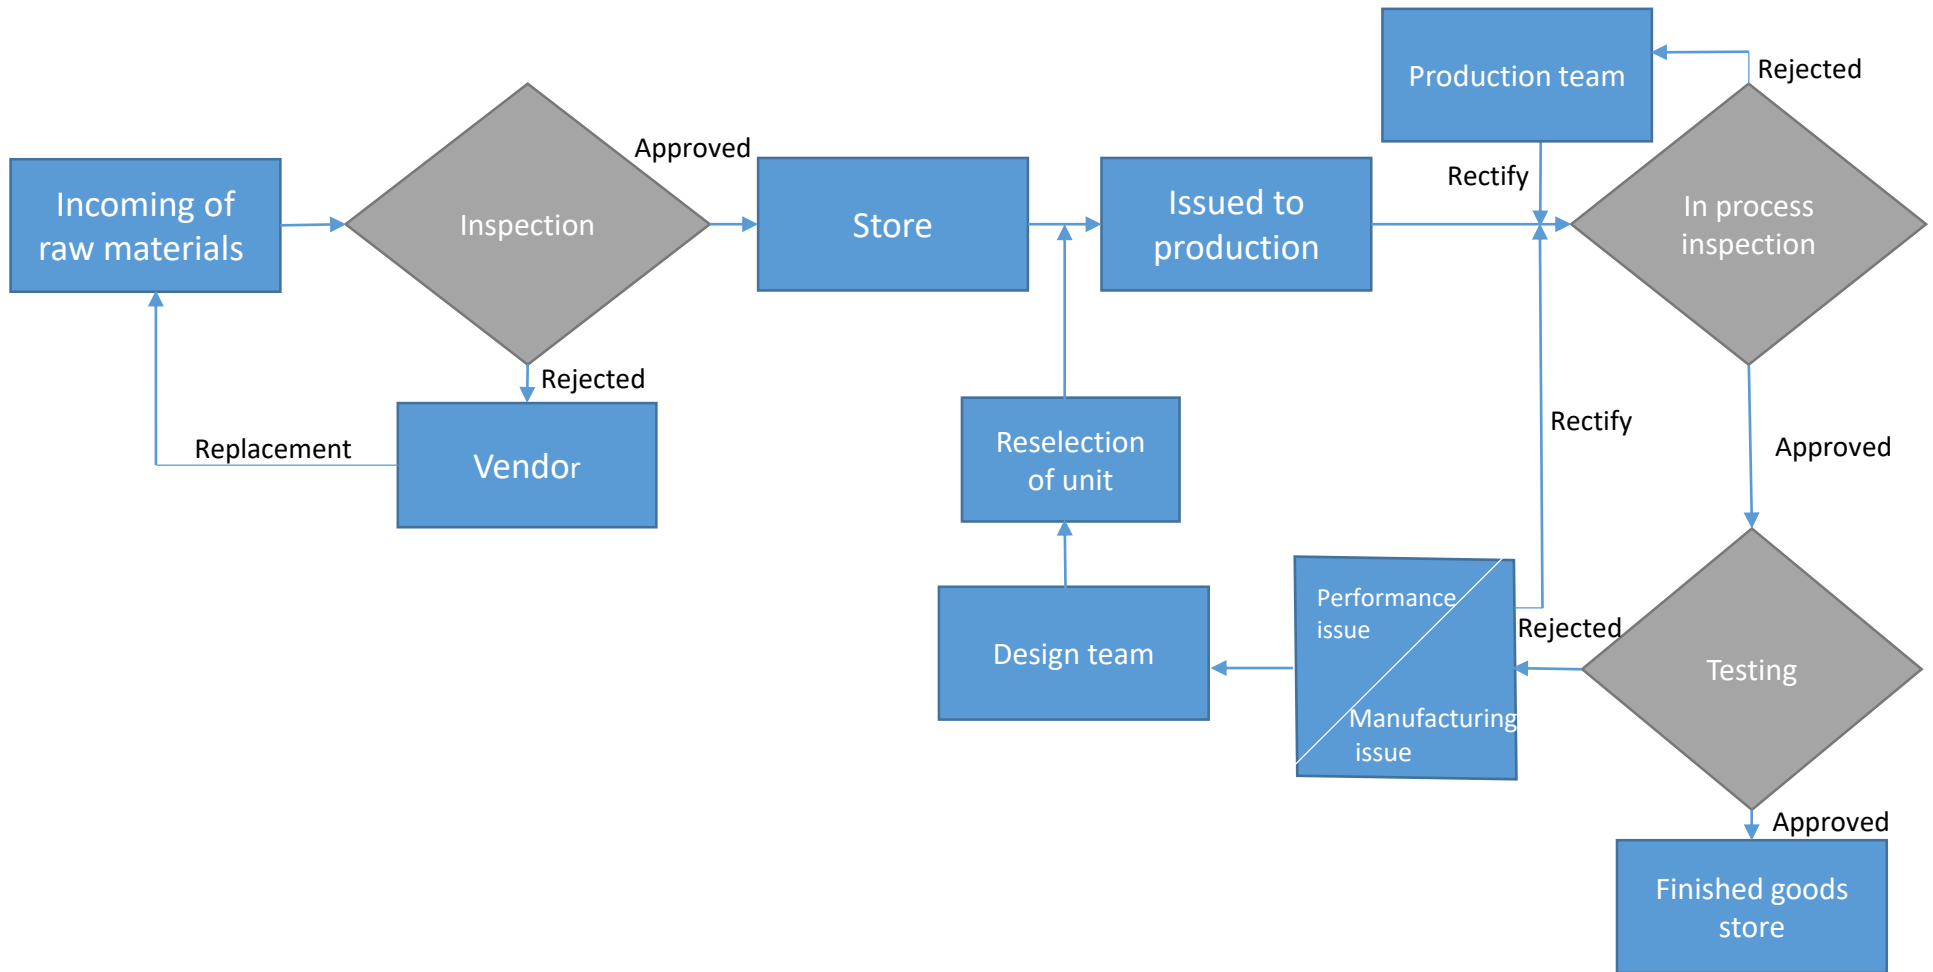 Production team
Rejected
Approved
Rectify
Incoming of
raw materials
Inspection
Store
Issued to
production
In process
inspection
Rejected
Replacement
Vendor
Reselection
of unit
Rectify
Approved
Performance
issue
Rejected
Design team
Testing
Manufacturing
issue
Approved
Finished goods
store